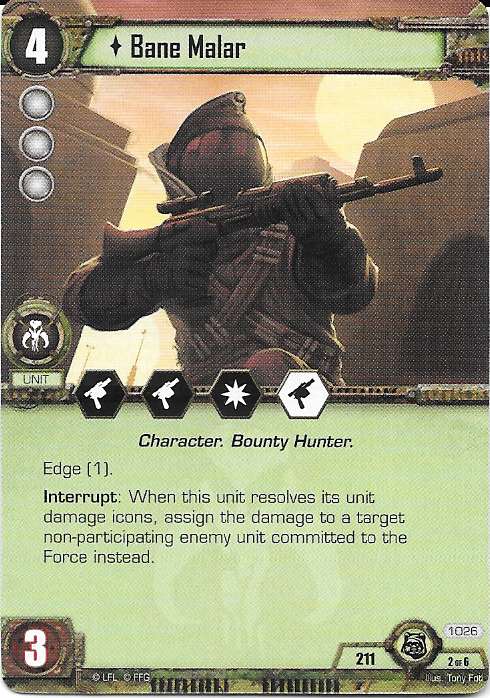 4
Bane Malar
UNIT
Character. Bounty Hunter.
Edge (1).
Interrupt: When this unit resolves its unit
damage icons, assign the damage to a target
non-participating enemy unit committed to the
Force instead.
3
1026
211
2 OF 6
© LFL © FFG
Illus. Tony Foti